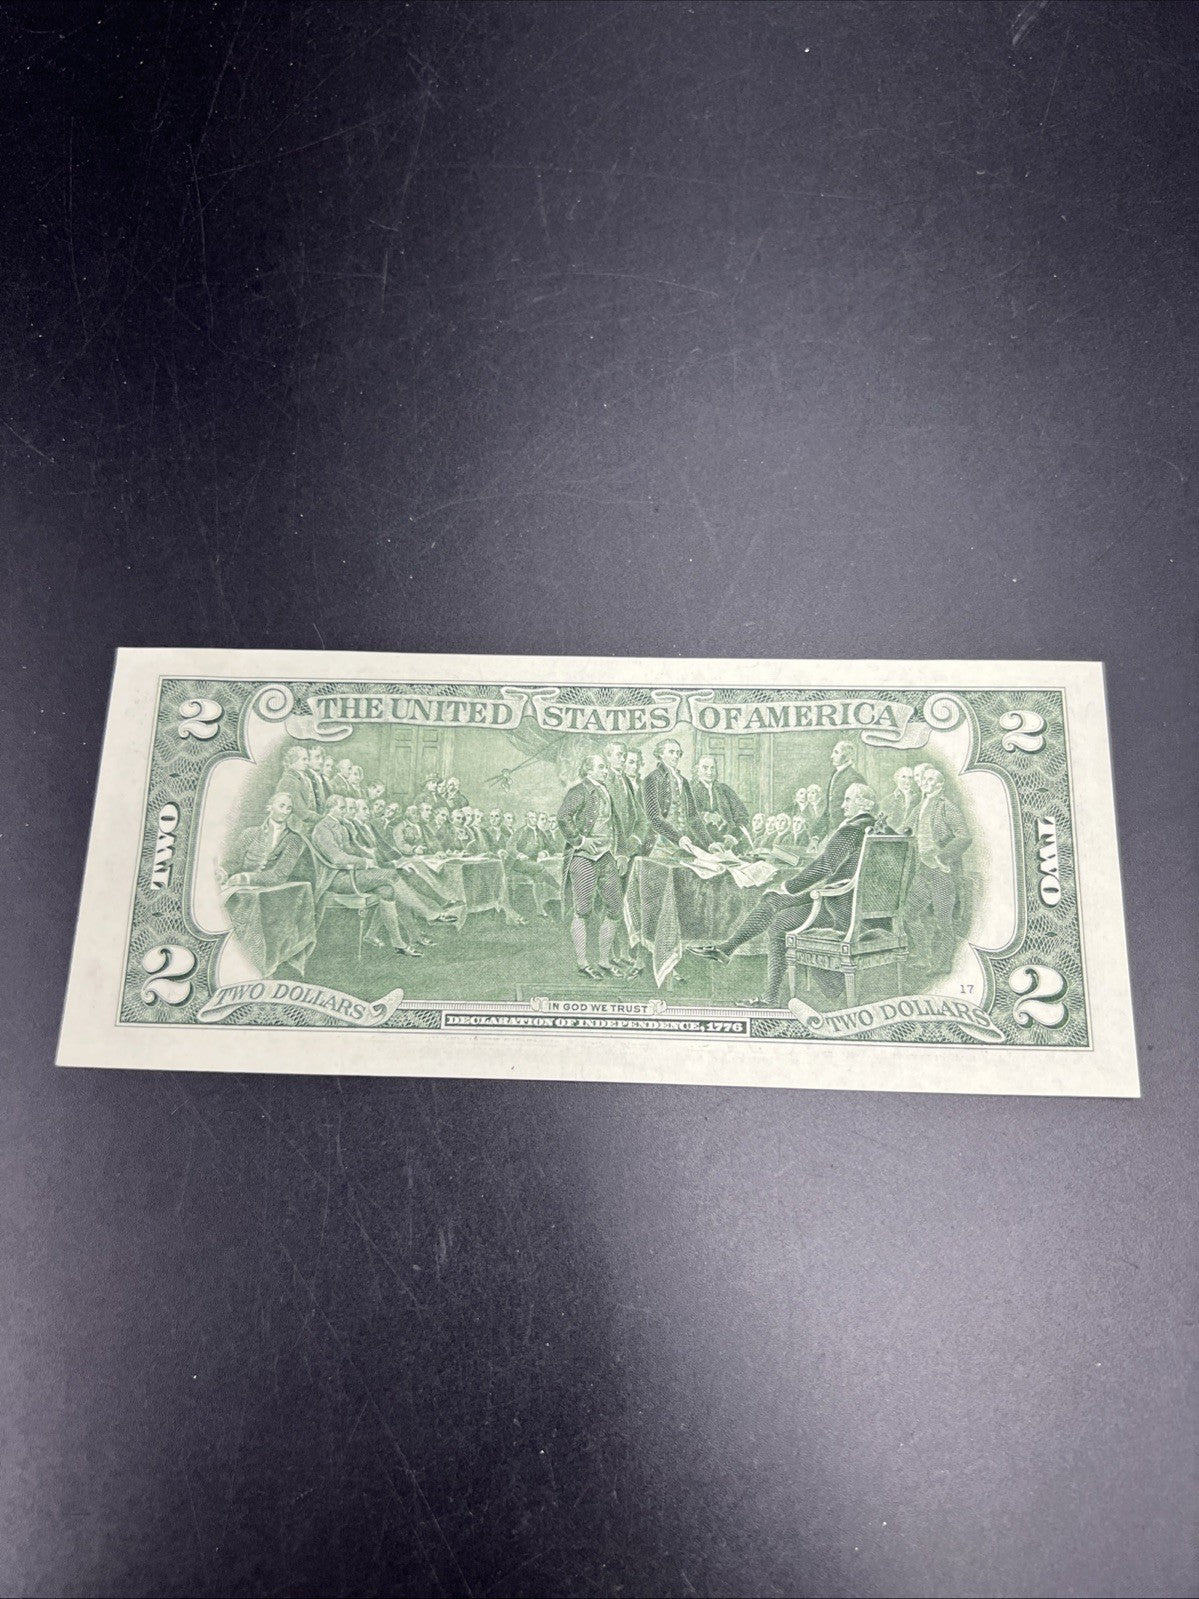 2 THE UNITED STATES OF AMERICA 2
TWO TWO
2 2
17
TWO DOLLARS IN GOD WE TRUST TWO DOLLARS
DECLARATION OF INDEPENDENCE, 1776